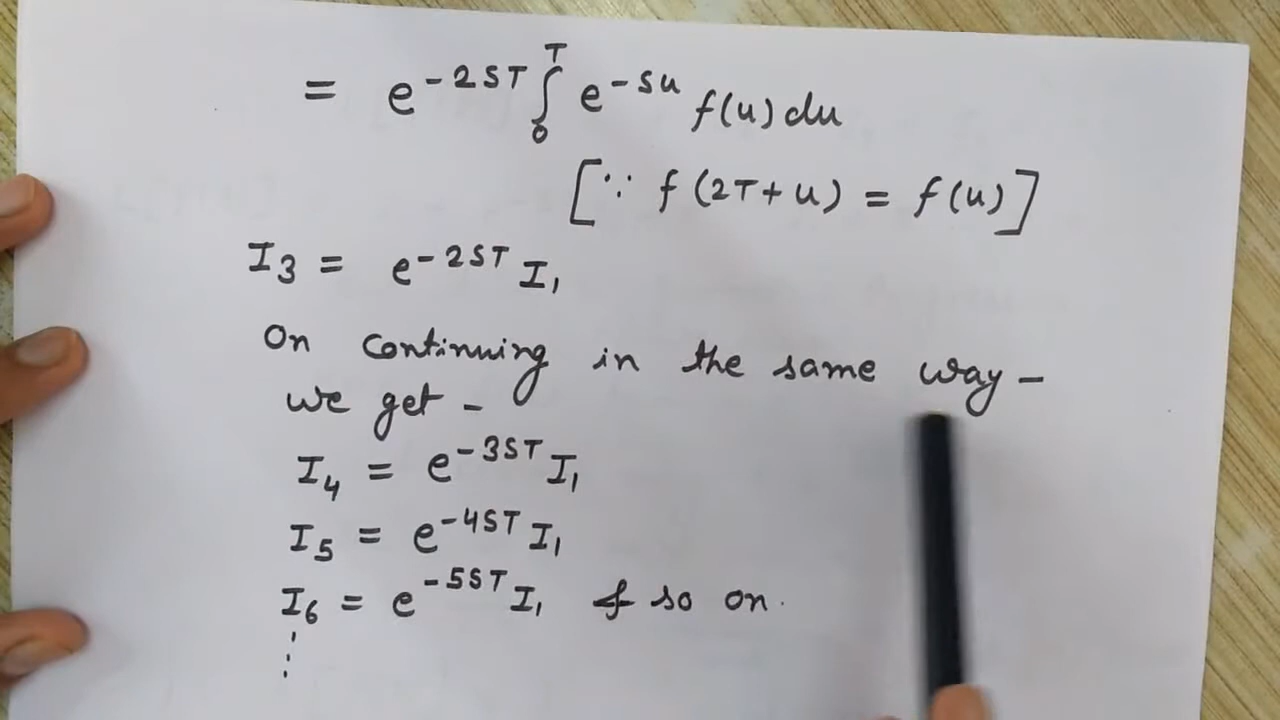 = e^{-2ST} ∫_0^T e^{-su} f(u) du
[∵ f(2T+u) = f(u)]
I_3 = e^{-2ST} I_1
On continuing in the same way -
we get -
I_4 = e^{-3ST} I_1
I_5 = e^{-4ST} I_1
I_6 = e^{-5ST} I_1 & so on.
⋮